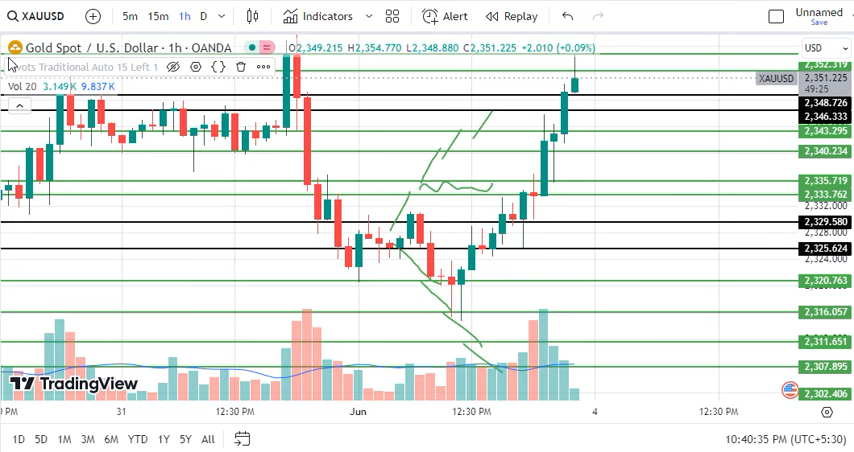 XAUUSD 5m 15m 1h D Indicators Alert Replay Unnamed
Save
Gold Spot / U.S. Dollar · 1h · OANDA O2,349.215 H2,354.770 L2,348.880 C2,351.225 +2.010 (+0.09%) USD
Pivots Traditional Auto 15 Left 1
2,352.319
XAUUSD 2,351.225
49:25
Vol 20 3.149K 9.837K
2,348.726
2,346.333
2,343.295
2,340.234
2,335.719
2,333.762
2,332.000
2,329.580
2,328.000
2,325.624
2,324.000
2,320.763
2,316.057
2,311.651
2,307.895
TradingView
2,302.406
PM 31 12:30 PM Jun 12:30 PM 4 12:30 PM
1D 5D 1M 3M 6M YTD 1Y 5Y All 10:40:35 PM (UTC+5:30)